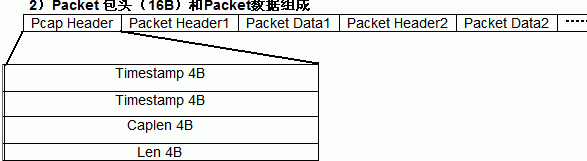 2）Packet 包头（16B）和Packet数据组成
Pcap Header Packet Header1 Packet Data1 Packet Header2 Packet Data2 ······
Timestamp 4B
Timestamp 4B
Caplen 4B
Len 4B